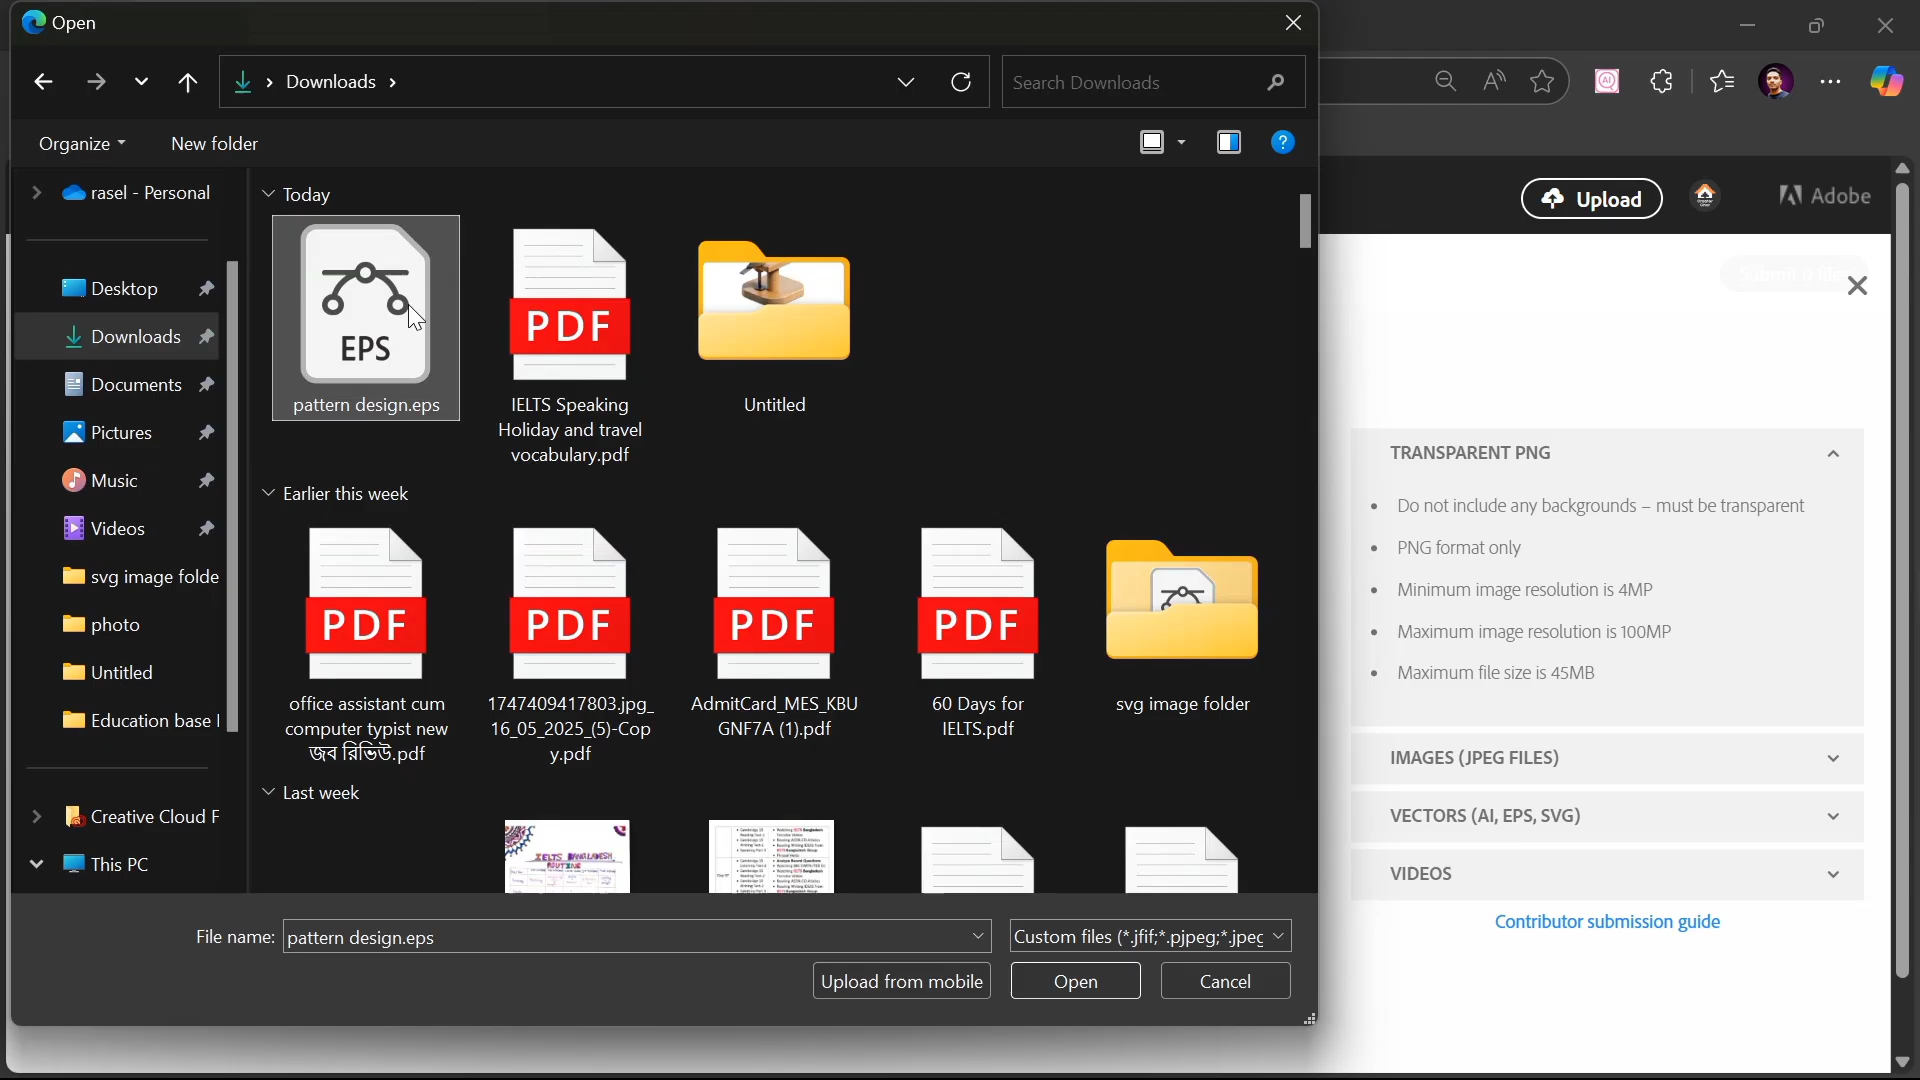 Open
Downloads
Search Downloads
Organize
New folder
Upload
Adobe
rasel - Personal
Desktop
Downloads
Documents
Pictures
Music
Videos
svg image folde
photo
Untitled
Education base
Creative Cloud F
This PC
Today
EPS
pattern design.eps
PDF
IELTS Speaking
Holiday and travel
vocabulary.pdf
Untitled
Earlier this week
PDF
office assistant cum
computer typist new
জব রিভিউ.pdf
PDF
1747409417803.jpg_
16_05_2025_(5)-Cop
y.pdf
PDF
AdmitCard_MES_KBU
GNF7A (1).pdf
PDF
60 Days for
IELTS.pdf
svg image folder
Last week
IELTS BANGLADESH
ROUTINE
File name:
pattern design.eps
Custom files (*.jfif;*.pjpeg;*.jpec
Upload from mobile
Open
Cancel
TRANSPARENT PNG
• Do not include any backgrounds – must be transparent
• PNG format only
• Minimum image resolution is 4MP
• Maximum image resolution is 100MP
• Maximum file size is 45MB
IMAGES (JPEG FILES)
VECTORS (AI, EPS, SVG)
VIDEOS
Contributor submission guide